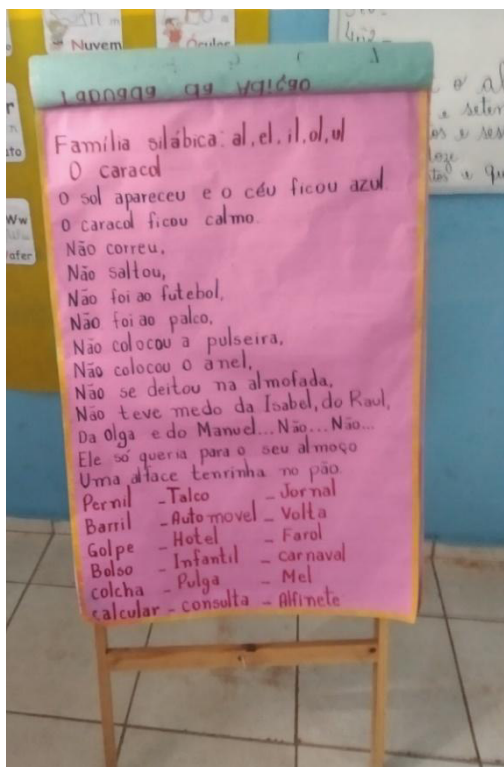 Nuvem
Óculos
Família silábica: al, el, il, ol, ul
O caracol
O sol apareceu e o céu ficou azul.
O caracol ficou calmo.
Não correu,
Não saltou,
Não foi ao futebol,
Não foi ao palco,
Não colocou a pulseira,
Não colocou o anel,
Não se deitou na almofada,
Não teve medo da Isabel, do Raul,
Da Olga e do Manuel... Não... Não...
Ele só queria para o seu almoço
Uma alface tenrinha no pão.
Pernil - Talco - Jornal
Barril - Automovel - Volta
Golpe - Hotel - Farol
Bolso - Infantil - carnaval
colcha - Pulga - Mel
calcular - consulta - Alfinete
Ww